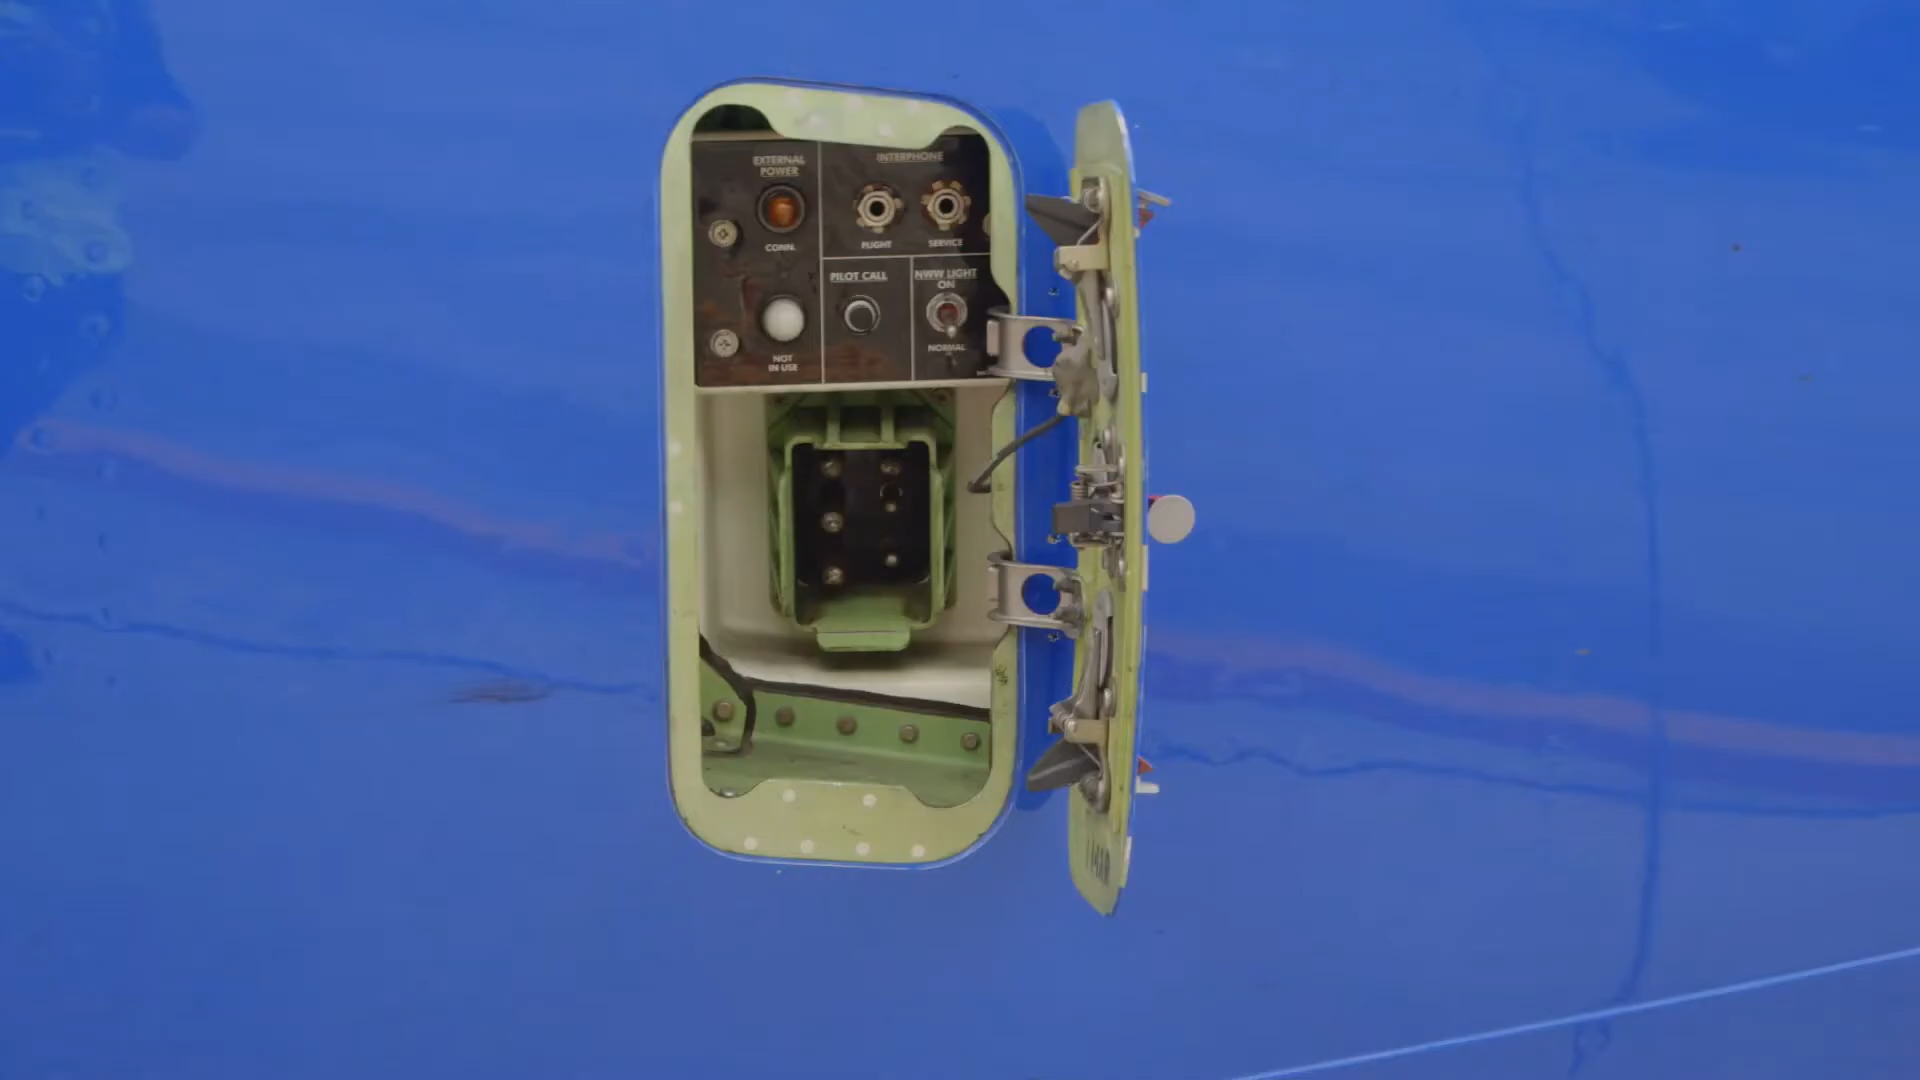 EXTERNAL
POWER
CONN.
NOT
IN USE
INTERPHONE
FLIGHT
SERVICE
PILOT CALL
NWW LIGHT
ON
NORMAL